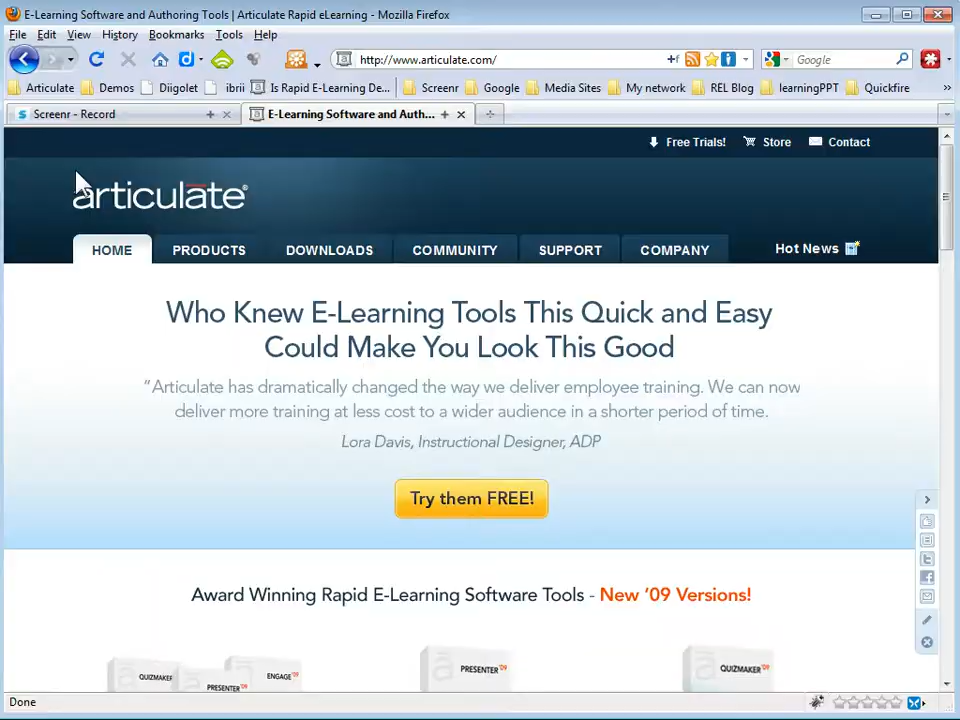 E-Learning Software and Authoring Tools | Articulate Rapid eLearning - Mozilla Firefox
File Edit View History Bookmarks Tools Help
http://www.articulate.com/ Google
Articulate Demos Diigolet ibrii Is Rapid E-Learning De... Screenr Google Media Sites My network REL Blog learningPPT Quickfire »
Screenr - Record E-Learning Software and Auth...
Free Trials! Store Contact
articulate®
HOME PRODUCTS DOWNLOADS COMMUNITY SUPPORT COMPANY Hot News
Who Knew E-Learning Tools This Quick and Easy
Could Make You Look This Good
“Articulate has dramatically changed the way we deliver employee training. We can now
deliver more training at less cost to a wider audience in a shorter period of time.
Lora Davis, Instructional Designer, ADP
Try them FREE!
Award Winning Rapid E-Learning Software Tools - New ’09 Versions!
QUIZMAKER PRESENTER’09 ENGAGE’09 PRESENTER’09 QUIZMAKER’09
Done